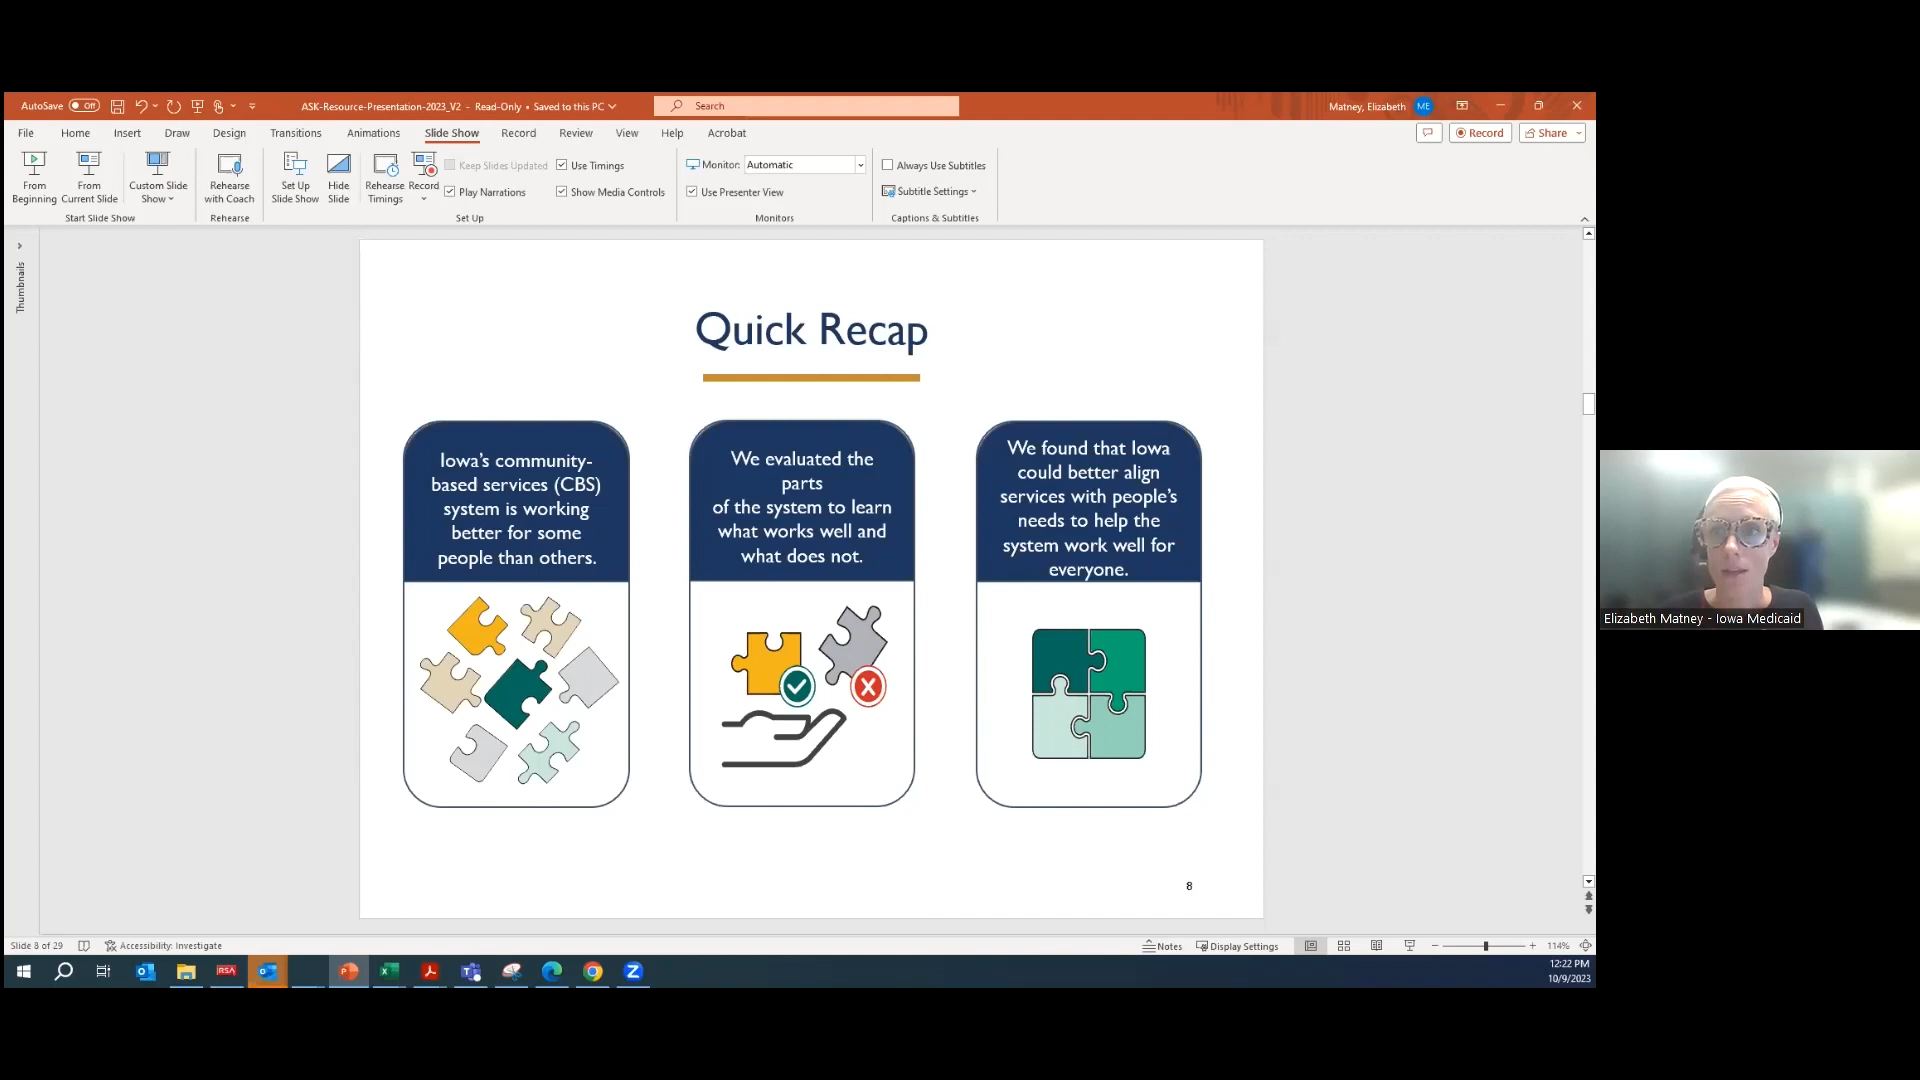 AutoSave Off ASK-Resource-Presentation-2023_V2 - Read-Only • Saved to this PC Search Matney, Elizabeth ME
File Home Insert Draw Design Transitions Animations Slide Show Record Review View Help Acrobat Record Share
From Beginning
From Current Slide
Custom Slide Show
Start Slide Show
Rehearse with Coach
Rehearse
Set Up Slide Show
Hide Slide
Rehearse Timings
Record
Keep Slides Updated
Play Narrations
Use Timings
Show Media Controls
Set Up
Monitor: Automatic
Use Presenter View
Monitors
Always Use Subtitles
Subtitle Settings
Captions & Subtitles
Thumbnails
Quick Recap
Iowa's community-
based services (CBS)
system is working
better for some
people than others.
We evaluated the
parts
of the system to learn
what works well and
what does not.
We found that Iowa
could better align
services with people's
needs to help the
system work well for
everyone.
8
Elizabeth Matney - Iowa Medicaid
Slide 8 of 29 Accessibility: Investigate Notes Display Settings 114%
RSA
12:22 PM
10/9/2023